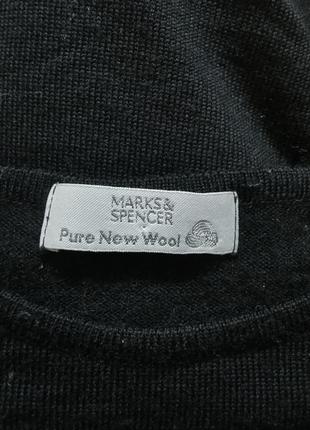 MARKS&
SPENCER
Pure New Wool